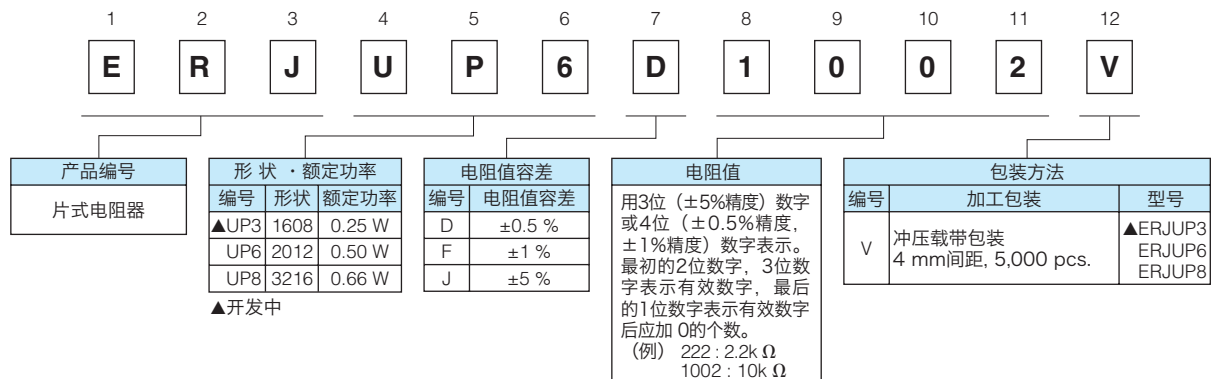 1 2 3 4 5 6 7 8 9 10 11 12
E R J U P 6 D 1 0 0 2 V
产品编号
片式电阻器
形 状 ・额定功率
编号 形状 额定功率
▲UP3 1608 0.25 W
UP6 2012 0.50 W
UP8 3216 0.66 W
▲开发中
电阻值容差
编号 电阻值容差
D ±0.5 %
F ±1 %
J ±5 %
电阻值
用3位（±5%精度）数字
或4位（±0.5%精度，
±1%精度）数字表示。
最初的2位数字，3位数
字表示有效数字，最后
的1位数字表示有效数字
后应加 0的个数。
（例） 222 : 2.2k Ω
1002 : 10k Ω
包装方法
编号 加工包装 型号
V
冲压载带包装
4 mm间距, 5,000 pcs.
▲ERJUP3
ERJUP6
ERJUP8